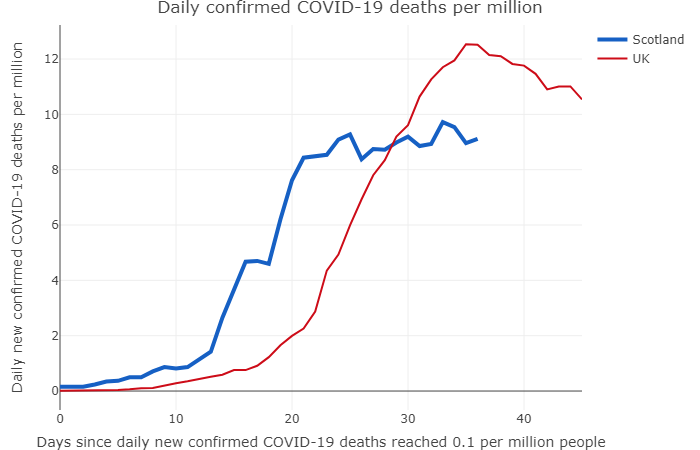 Daily confirmed COVID-19 deaths per million
Scotland
UK
Daily new confirmed COVID-19 deaths per million
12
10
8
6
4
2
0
0
10
20
30
40
Days since daily new confirmed COVID-19 deaths reached 0.1 per million people